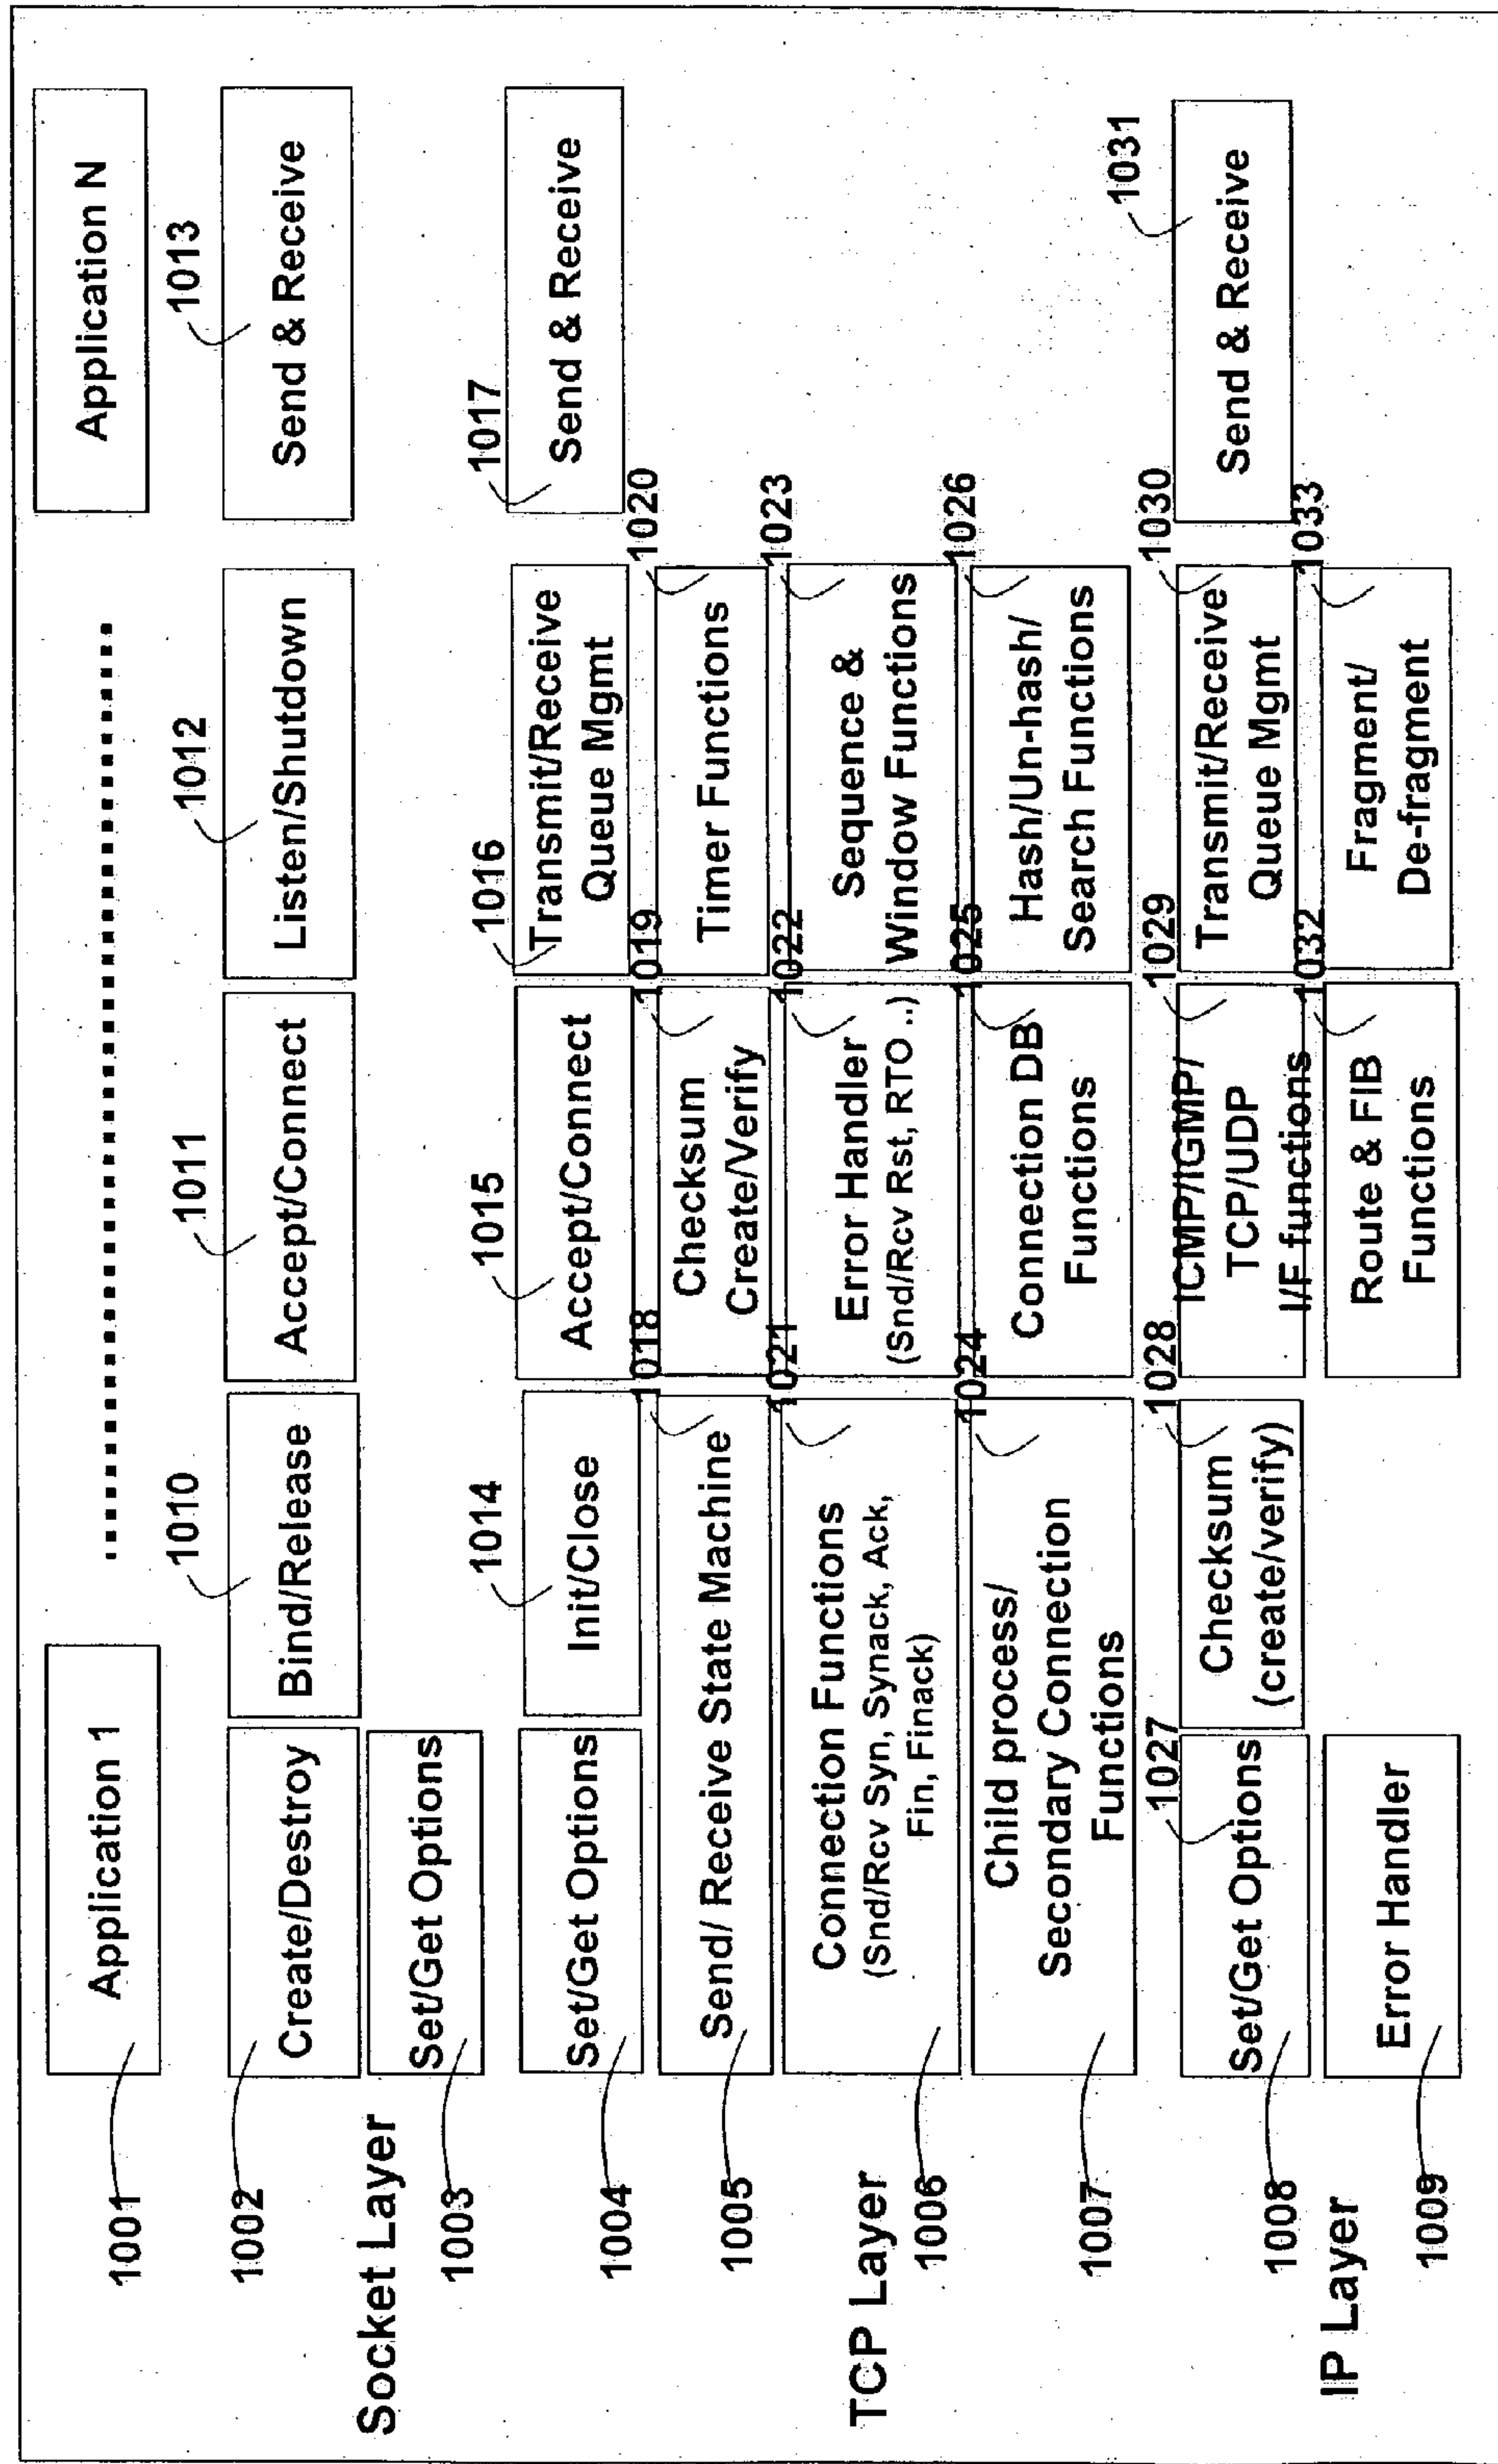 1001
Application 1
Application N
Socket Layer
1002
Create/Destroy
1010
Bind/Release
1011
Accept/Connect
1012
Listen/Shutdown
1013
Send & Receive
1003
Set/Get Options
TCP Layer
1004
Set/Get Options
1014
Init/Close
1015
Accept/Connect
1016
Transmit/Receive
Queue Mgmt
1017
Send & Receive
1005
Send/ Receive State Machine
1018
Checksum
Create/Verify
1019
Timer Functions
1020
1006
Connection Functions
(Snd/Rcv Syn, Synack, Ack,
Fin, Finack)
1021
Error Handler
(Snd/Rcv Rst, RTO ..)
1022
Sequence &
Window Functions
1023
1007
Child process/
Secondary Connection
Functions
1024
Connection DB
Functions
1025
Hash/Un-hash/
Search Functions
1026
IP Layer
1008
Set/Get Options
1027
Checksum
(create/verify)
1028
ICMP/IGMP/
TCP/UDP
I/F functions
1029
Transmit/Receive
Queue Mgmt
1030
Send & Receive
1031
1009
Error Handler
Route & FIB
Functions
1032
Fragment/
De-fragment
1033